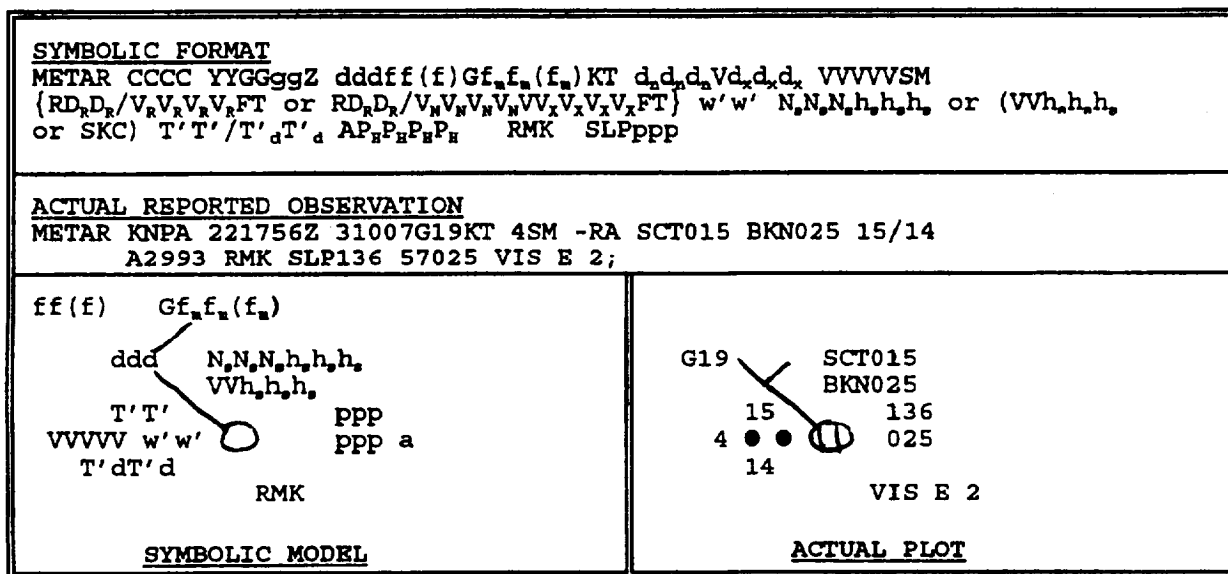 SYMBOLIC FORMAT
METAR CCCC YYGGggZ dddff(f)Gfmfm(fm)KT dndndnVdxdxdx VVVVVSM
{RDRDR/VRVRVRVRFT or RDRDR/VNVNVNVNVVXVXVXVXFT} w'w' NsNsNshshshs or (VVhshshs
or SKC) T'T'/T'dT'd APHPHPHPH RMK SLPppp
ACTUAL REPORTED OBSERVATION
METAR KNPA 221756Z 31007G19KT 4SM -RA SCT015 BKN025 15/14
A2993 RMK SLP136 57025 VIS E 2;
ff(f) Gfmfm(fm)
ddd NsNsNshshshs
VVhshshs
T'T' ppp
VVVVV w'w' ppp a
T'dT'd
RMK
SYMBOLIC MODEL
G19 SCT015
BKN025
15 136
4 025
14
VIS E 2
ACTUAL PLOT